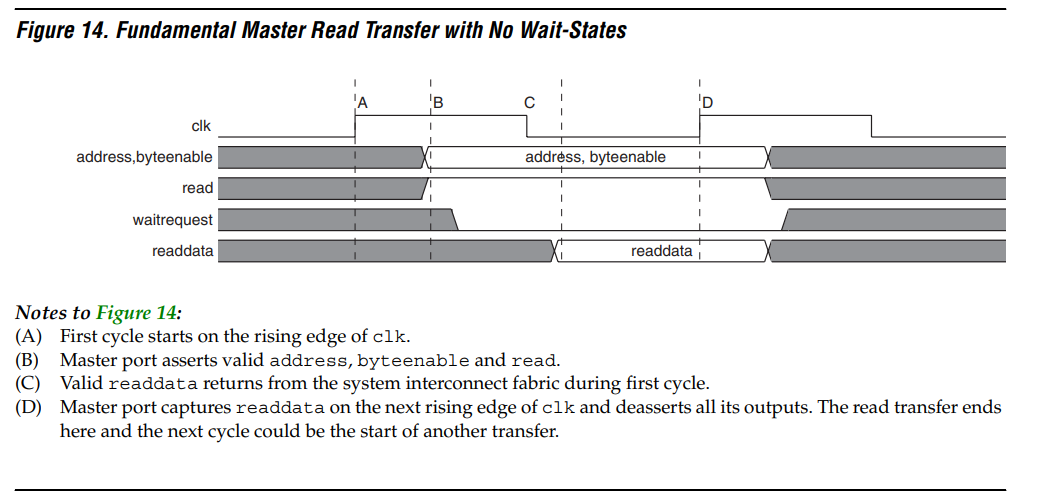 Figure 14. Fundamental Master Read Transfer with No Wait-States
A B C D
clk
address,byteenable address, byteenable
read
waitrequest
readdata readdata
Notes to Figure 14:
(A) First cycle starts on the rising edge of clk.
(B) Master port asserts valid address, byteenable and read.
(C) Valid readdata returns from the system interconnect fabric during first cycle.
(D) Master port captures readdata on the next rising edge of clk and deasserts all its outputs. The read transfer ends
here and the next cycle could be the start of another transfer.